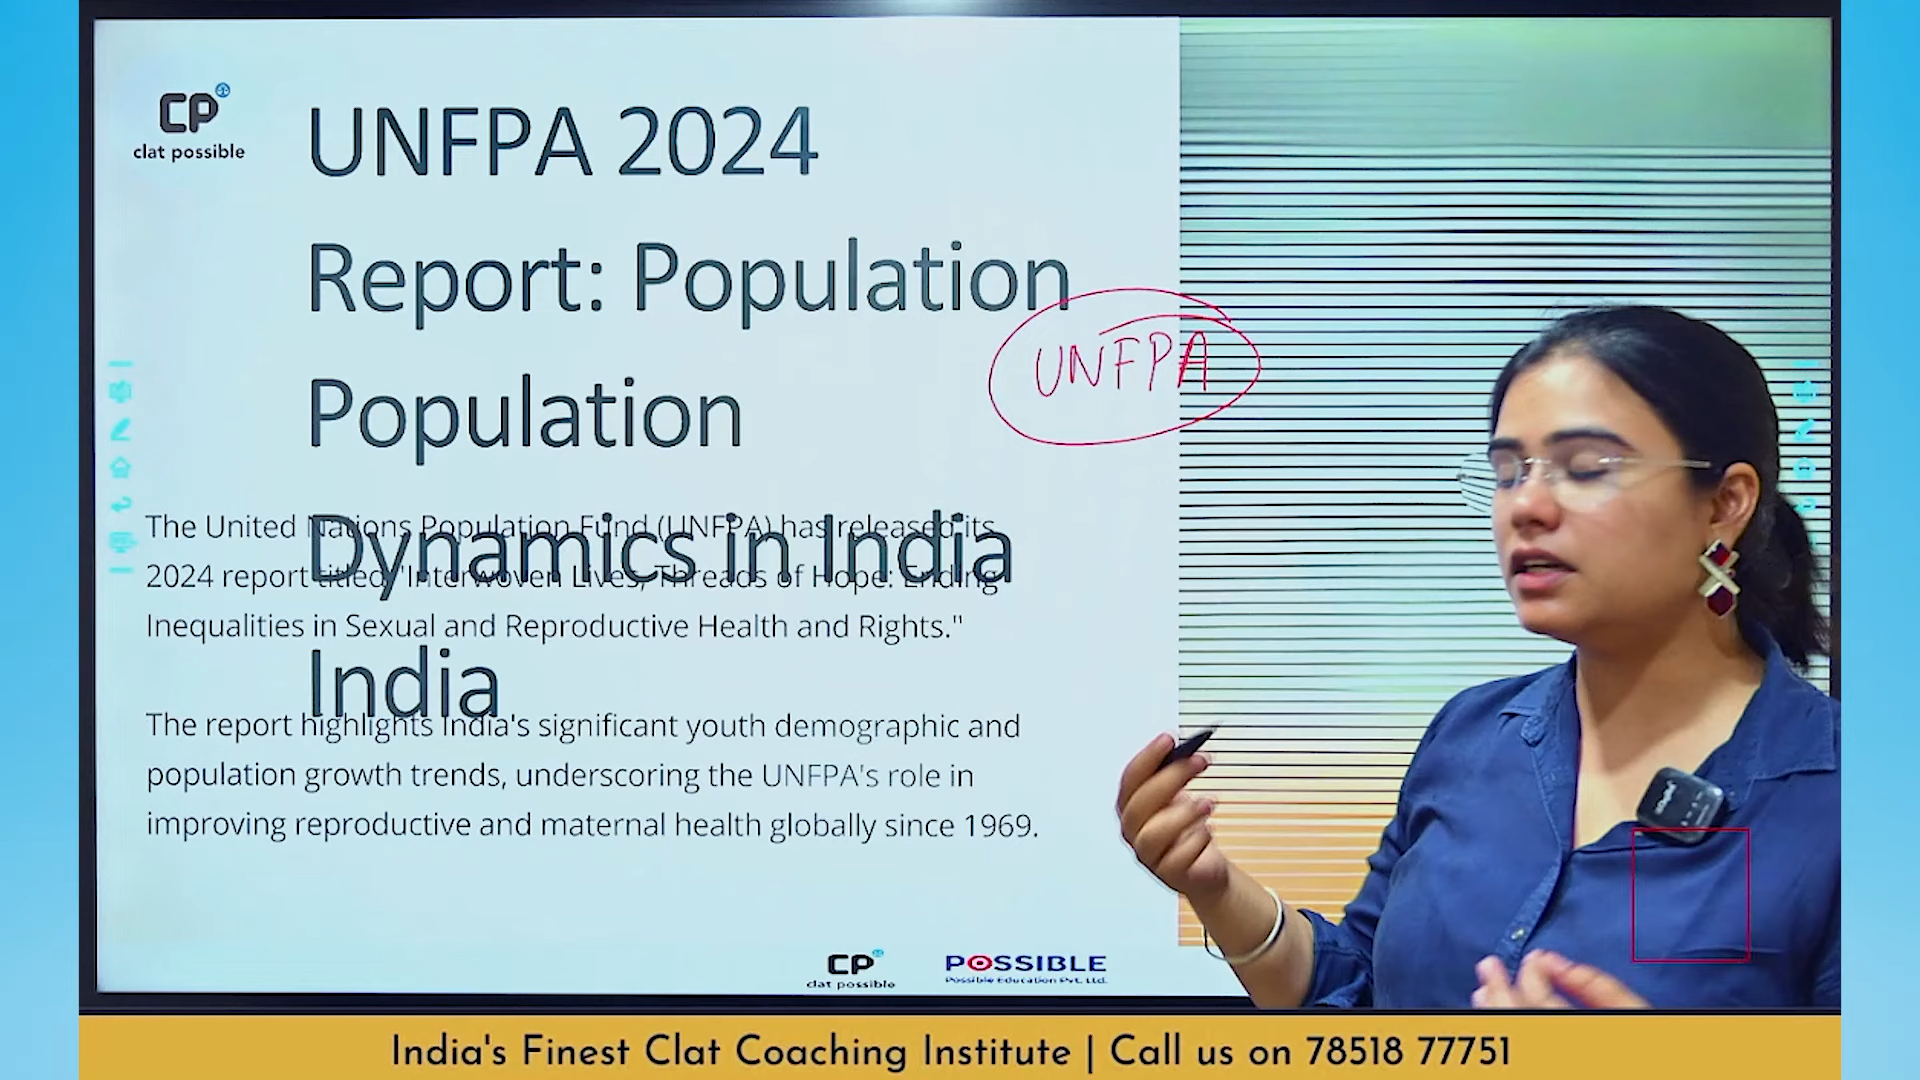 CP
clat possible
UNFPA 2024
Report: Population
Population
Dynamics in India
India
UNFPA
The United Nations Population Fund (UNFPA) has released its
2024 report titled, "Interwoven Lives, Threads of Hope: Ending
Inequalities in Sexual and Reproductive Health and Rights."
The report highlights India's significant youth demographic and
population growth trends, underscoring the UNFPA's role in
improving reproductive and maternal health globally since 1969.
CP
clat possible
POSSIBLE
Possible Education Pvt. Ltd.
India's Finest Clat Coaching Institute | Call us on 78518 77751